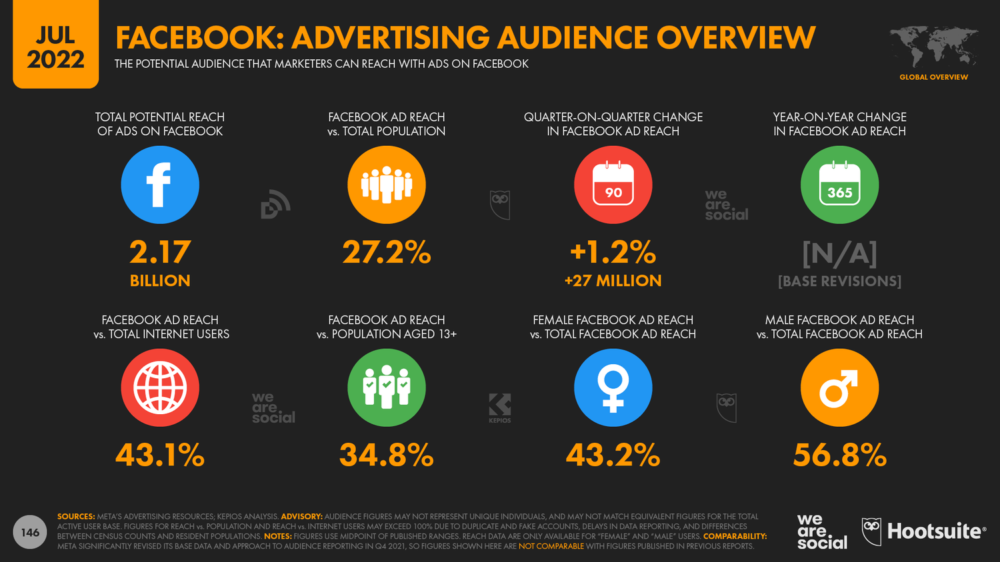 JUL
2022
FACEBOOK: ADVERTISING AUDIENCE OVERVIEW
THE POTENTIAL AUDIENCE THAT MARKETERS CAN REACH WITH ADS ON FACEBOOK
GLOBAL OVERVIEW
TOTAL POTENTIAL REACH
OF ADS ON FACEBOOK
2.17
BILLION
FACEBOOK AD REACH
vs. TOTAL POPULATION
27.2%
QUARTER-ON-QUARTER CHANGE
IN FACEBOOK AD REACH
90
+1.2%
+27 MILLION
YEAR-ON-YEAR CHANGE
IN FACEBOOK AD REACH
365
[N/A]
[BASE REVISIONS]
we
are.
social
FACEBOOK AD REACH
vs. TOTAL INTERNET USERS
43.1%
we
are.
social
FACEBOOK AD REACH
vs. POPULATION AGED 13+
34.8%
KEPIOS
FEMALE FACEBOOK AD REACH
vs. TOTAL FACEBOOK AD REACH
43.2%
MALE FACEBOOK AD REACH
vs. TOTAL FACEBOOK AD REACH
56.8%
146
SOURCES: META'S ADVERTISING RESOURCES; KEPIOS ANALYSIS. ADVISORY: AUDIENCE FIGURES MAY NOT REPRESENT UNIQUE INDIVIDUALS, AND MAY NOT MATCH EQUIVALENT FIGURES FOR THE TOTAL
ACTIVE USER BASE. FIGURES FOR REACH vs. POPULATION AND REACH vs. INTERNET USERS MAY EXCEED 100% DUE TO DUPLICATE AND FAKE ACCOUNTS, DELAYS IN DATA REPORTING, AND DIFFERENCES
BETWEEN CENSUS COUNTS AND RESIDENT POPULATIONS. NOTES: FIGURES USE MIDPOINT OF PUBLISHED RANGES. REACH DATA ARE ONLY AVAILABLE FOR "FEMALE" AND "MALE" USERS. COMPARABILITY:
META SIGNIFICANTLY REVISED ITS BASE DATA AND APPROACH TO AUDIENCE REPORTING IN Q4 2021, SO FIGURES SHOWN HERE ARE NOT COMPARABLE WITH FIGURES PUBLISHED IN PREVIOUS REPORTS.
we
are.
social
Hootsuite®